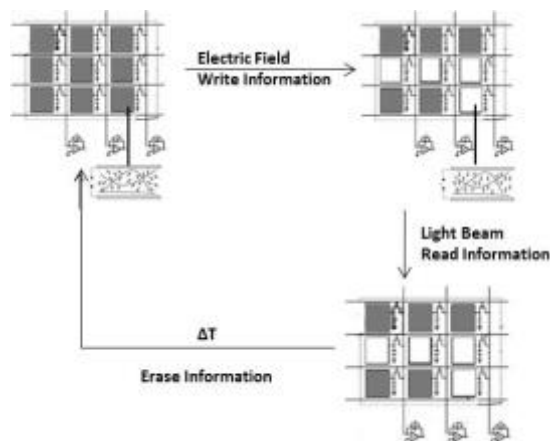 Electric Field
Write Information
Light Beam
Read Information
ΔT
Erase Information